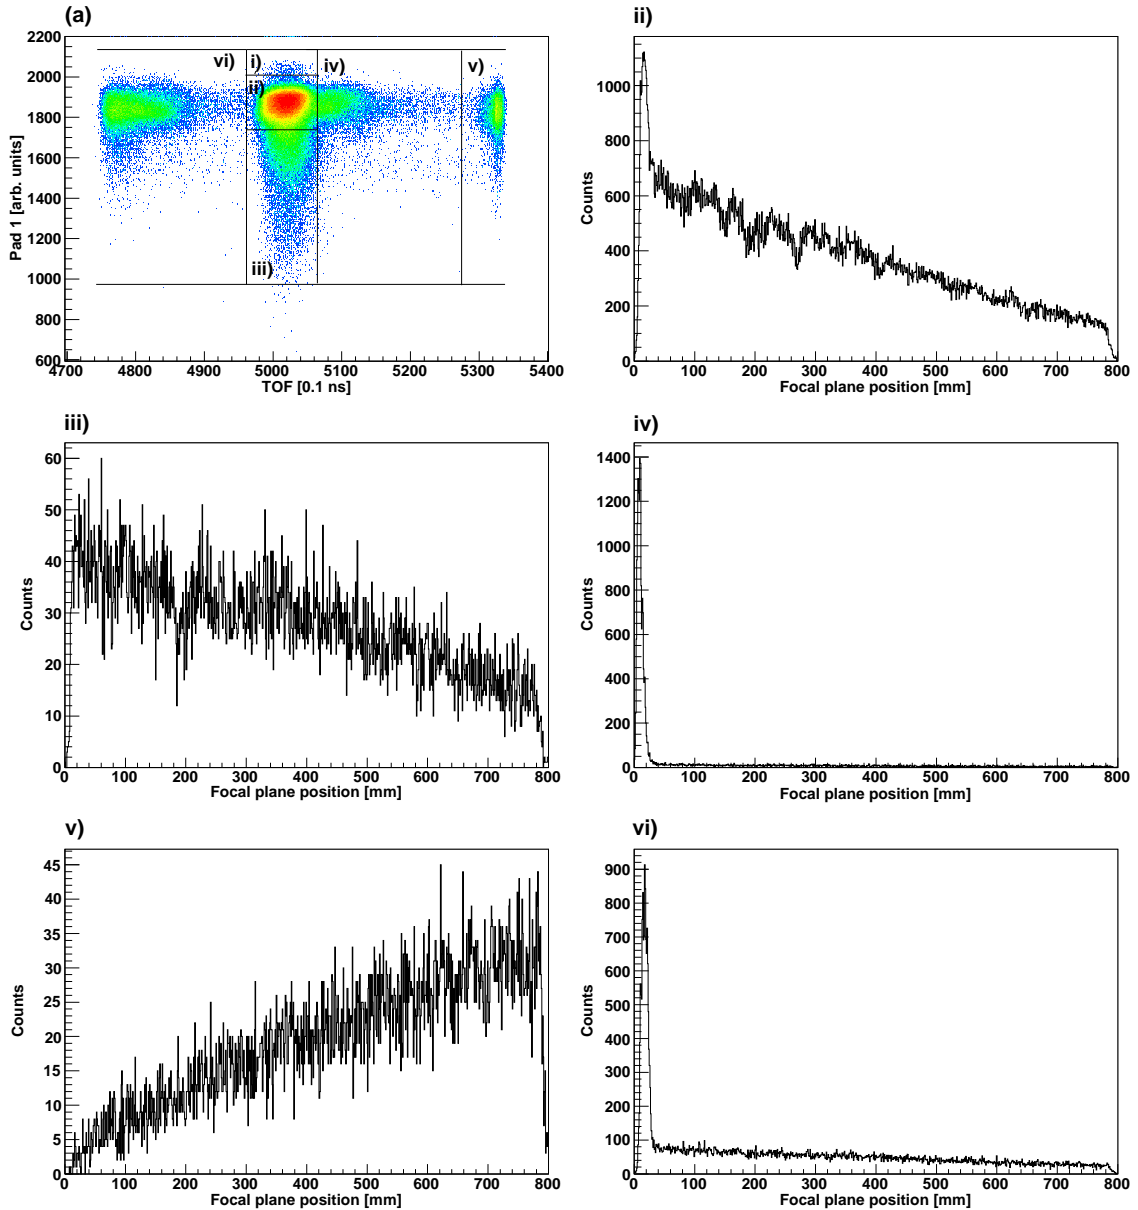 (a)
2200
2000
1800
1600
1400
1200
1000
800
600
Pad 1 [arb. units]
vi)
i)
iv)
v)
ii)
iii)
4700 4800 4900 5000 5100 5200 5300 5400
TOF [0.1 ns]
ii)
1000
800
600
400
200
0
Counts
0 100 200 300 400 500 600 700 800
Focal plane position [mm]
iii)
60
50
40
30
20
10
0
Counts
0 100 200 300 400 500 600 700 800
Focal plane position [mm]
iv)
1400
1200
1000
800
600
400
200
0
Counts
0 100 200 300 400 500 600 700 800
Focal plane position [mm]
v)
45
40
35
30
25
20
15
10
5
0
Counts
0 100 200 300 400 500 600 700 800
Focal plane position [mm]
vi)
900
800
700
600
500
400
300
200
100
0
Counts
0 100 200 300 400 500 600 700 800
Focal plane position [mm]